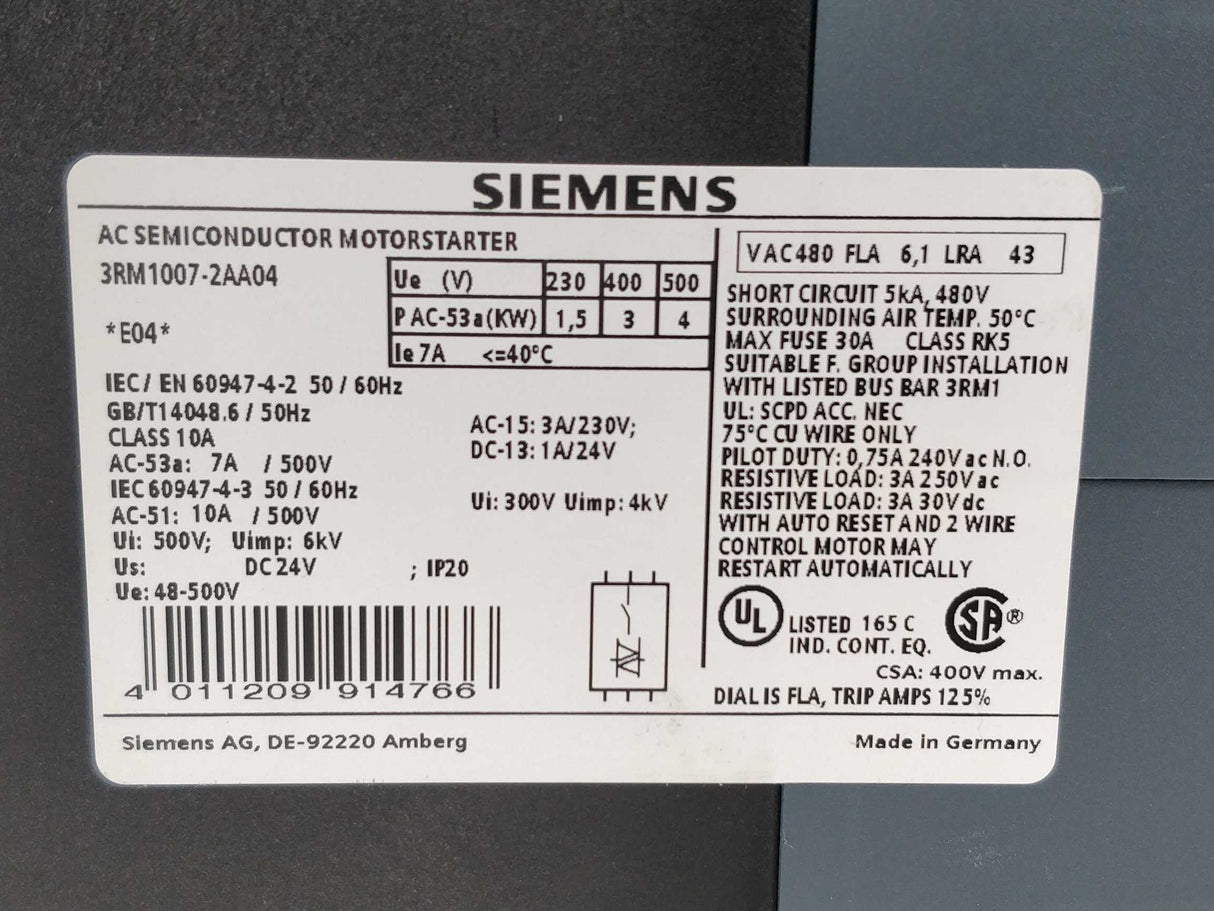 SIEMENS
AC SEMICONDUCTOR MOTORSTARTER
3RM1007-2AA04
*E04*
Ue (V) 230 400 500
P AC-53a(KW) 1,5 3 4
Ie 7A <=40°C
IEC/ EN 60947-4-2 50 / 60Hz
GB/T14048.6 / 50Hz
CLASS 10A
AC-53a: 7A / 500V
IEC60947-4-3 50 / 60Hz
AC-51: 10A / 500V
Ui: 500V; Uimp: 6kV
Us: DC 24V ; IP20
Ue: 48-500V
AC-15: 3A/230V;
DC-13: 1A/24V
Ui: 300V Uimp: 4kV
4 011209 914766
VAC480 FLA 6,1 LRA 43
SHORT CIRCUIT 5kA, 480V
SURROUNDING AIR TEMP. 50°C
MAX FUSE 30A CLASS RK5
SUITABLE F. GROUP INSTALLATION
WITH LISTED BUS BAR 3RM1
UL: SCPD ACC. NEC
75°C CU WIRE ONLY
PILOT DUTY: 0,75A 240V ac N.O.
RESISTIVE LOAD: 3A 250V ac
RESISTIVE LOAD: 3A 30V dc
WITH AUTO RESET AND 2 WIRE
CONTROL MOTOR MAY
RESTART AUTOMATICALLY
UL LISTED 165 C
IND. CONT. EQ.
SA ®
CSA: 400V max.
DIAL IS FLA, TRIP AMPS 125%
Siemens AG, DE-92220 Amberg
Made in Germany